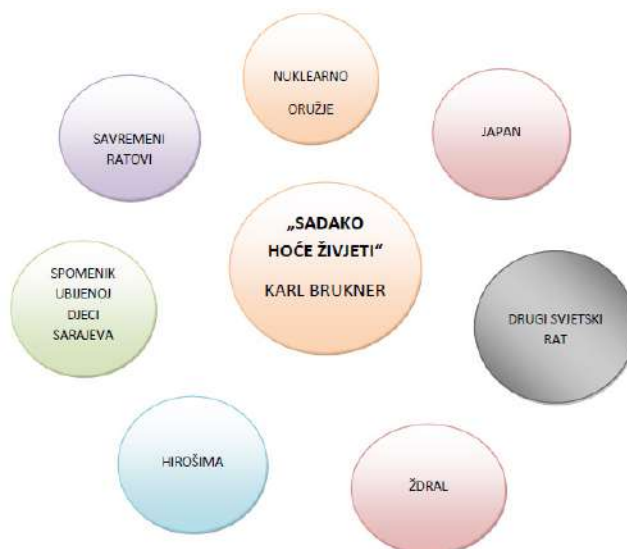 NUKLEARNO
ORUŽJE
SAVREMENI
RATOVI
JAPAN
„SADAKO
HOĆE ŽIVJETI“
KARL BRUKNER
SPOMENIK
UBIJENOJ
DJECI
SARAJEVA
DRUGI SVJETSKI
RAT
HIROŠIMA
ŽDRAL